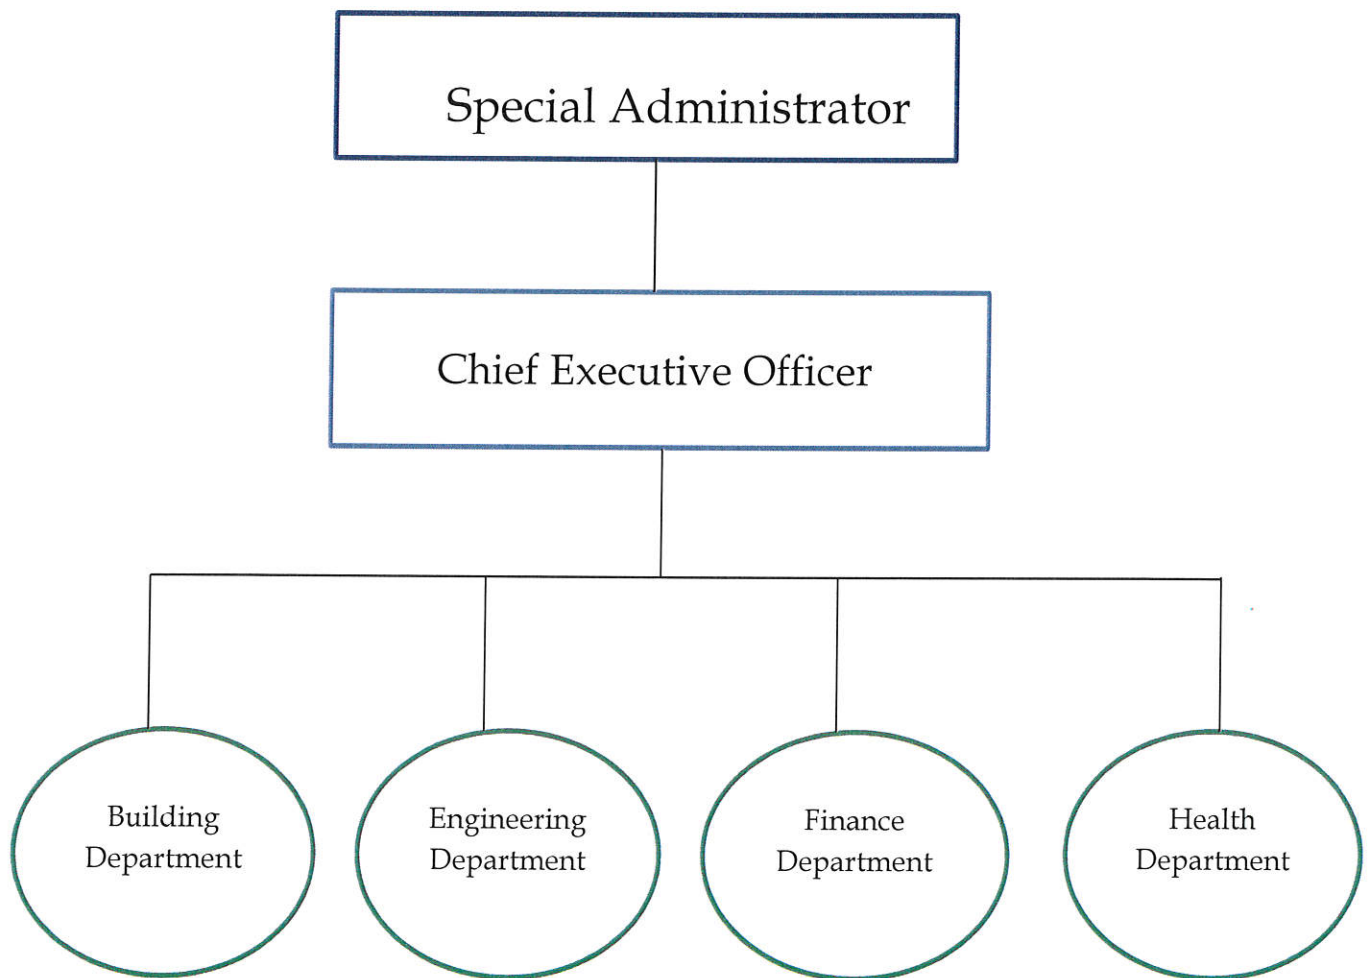 Special Administrator
Chief Executive Officer
Building
Department
Engineering
Department
Finance
Department
Health
Department